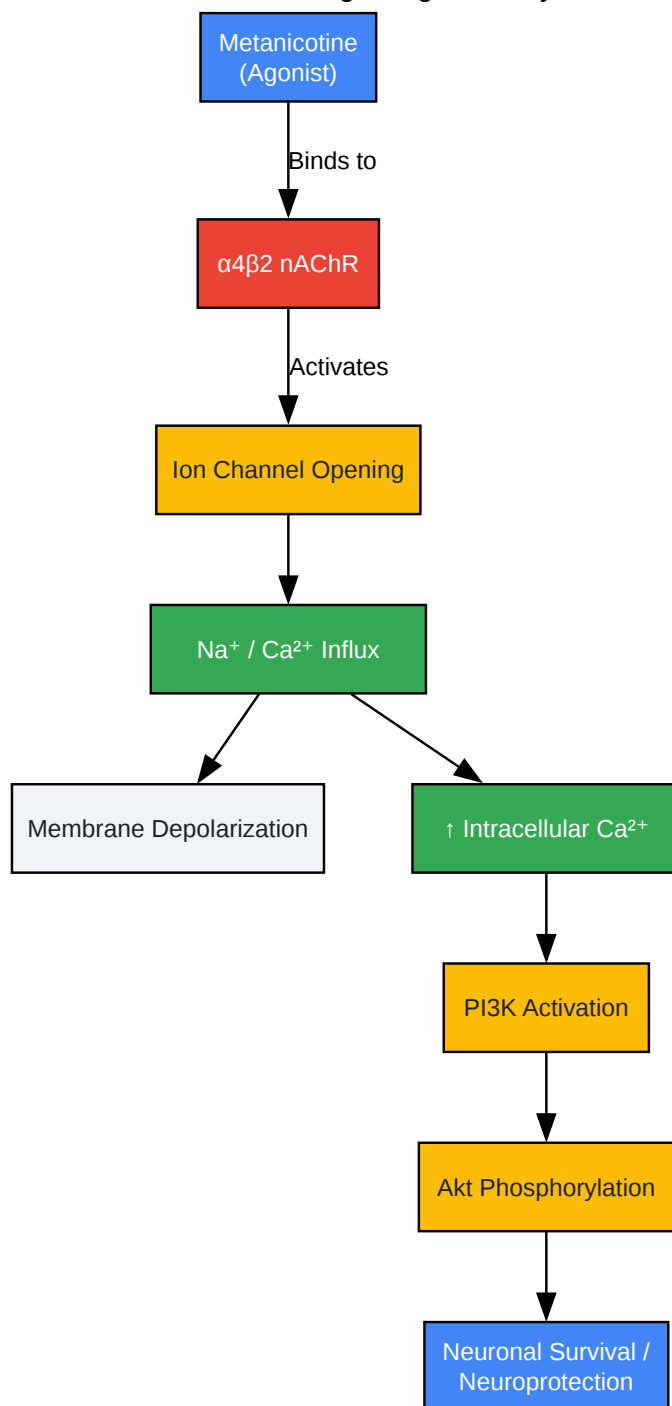 Metanicotine
(Agonist)
Binds to
α4β2 nAChR
Activates
Ion Channel Opening
Na⁺ / Ca²⁺ Influx
Membrane Depolarization
↑ Intracellular Ca²⁺
PI3K Activation
Akt Phosphorylation
Neuronal Survival /
Neuroprotection